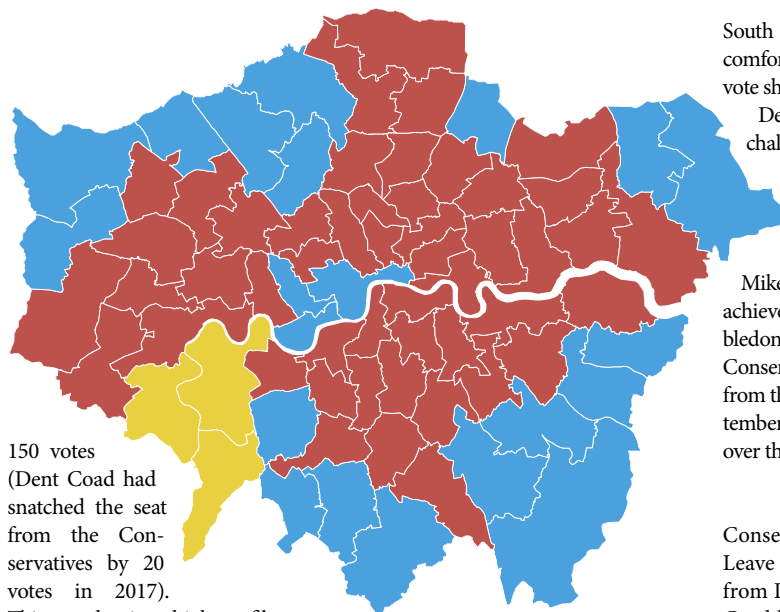 150 votes
(Dent Coad had
snatched the seat
from the Con-
servatives by 20
votes in 2017).
South
comfor
vote sh
De
chal
Mike
achieve
bledon
Conser
from th
tember
over th
Conse
Leave
from D